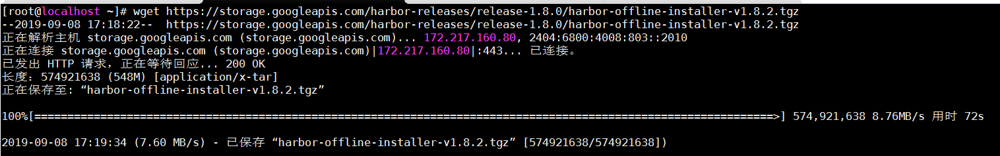 [root@localhost ~]# wget https://storage.googleapis.com/harbor-releases/release-1.8.0/harbor-offline-installer-v1.8.2.tgz
--2019-09-08 17:18:22-- https://storage.googleapis.com/harbor-releases/release-1.8.0/harbor-offline-installer-v1.8.2.tgz
正在解析主机 storage.googleapis.com (storage.googleapis.com)... 172.217.160.80, 2404:6800:4008:803::2010
正在连接 storage.googleapis.com (storage.googleapis.com)|172.217.160.80|:443... 已连接。
已发出 HTTP 请求，正在等待回应... 200 OK
长度：574921638 (548M) [application/x-tar]
正在保存至: “harbor-offline-installer-v1.8.2.tgz”
100%[================================================================================================================>] 574,921,638 8.76MB/s 用时 72s
2019-09-08 17:19:34 (7.60 MB/s) - 已保存 “harbor-offline-installer-v1.8.2.tgz” [574921638/574921638])